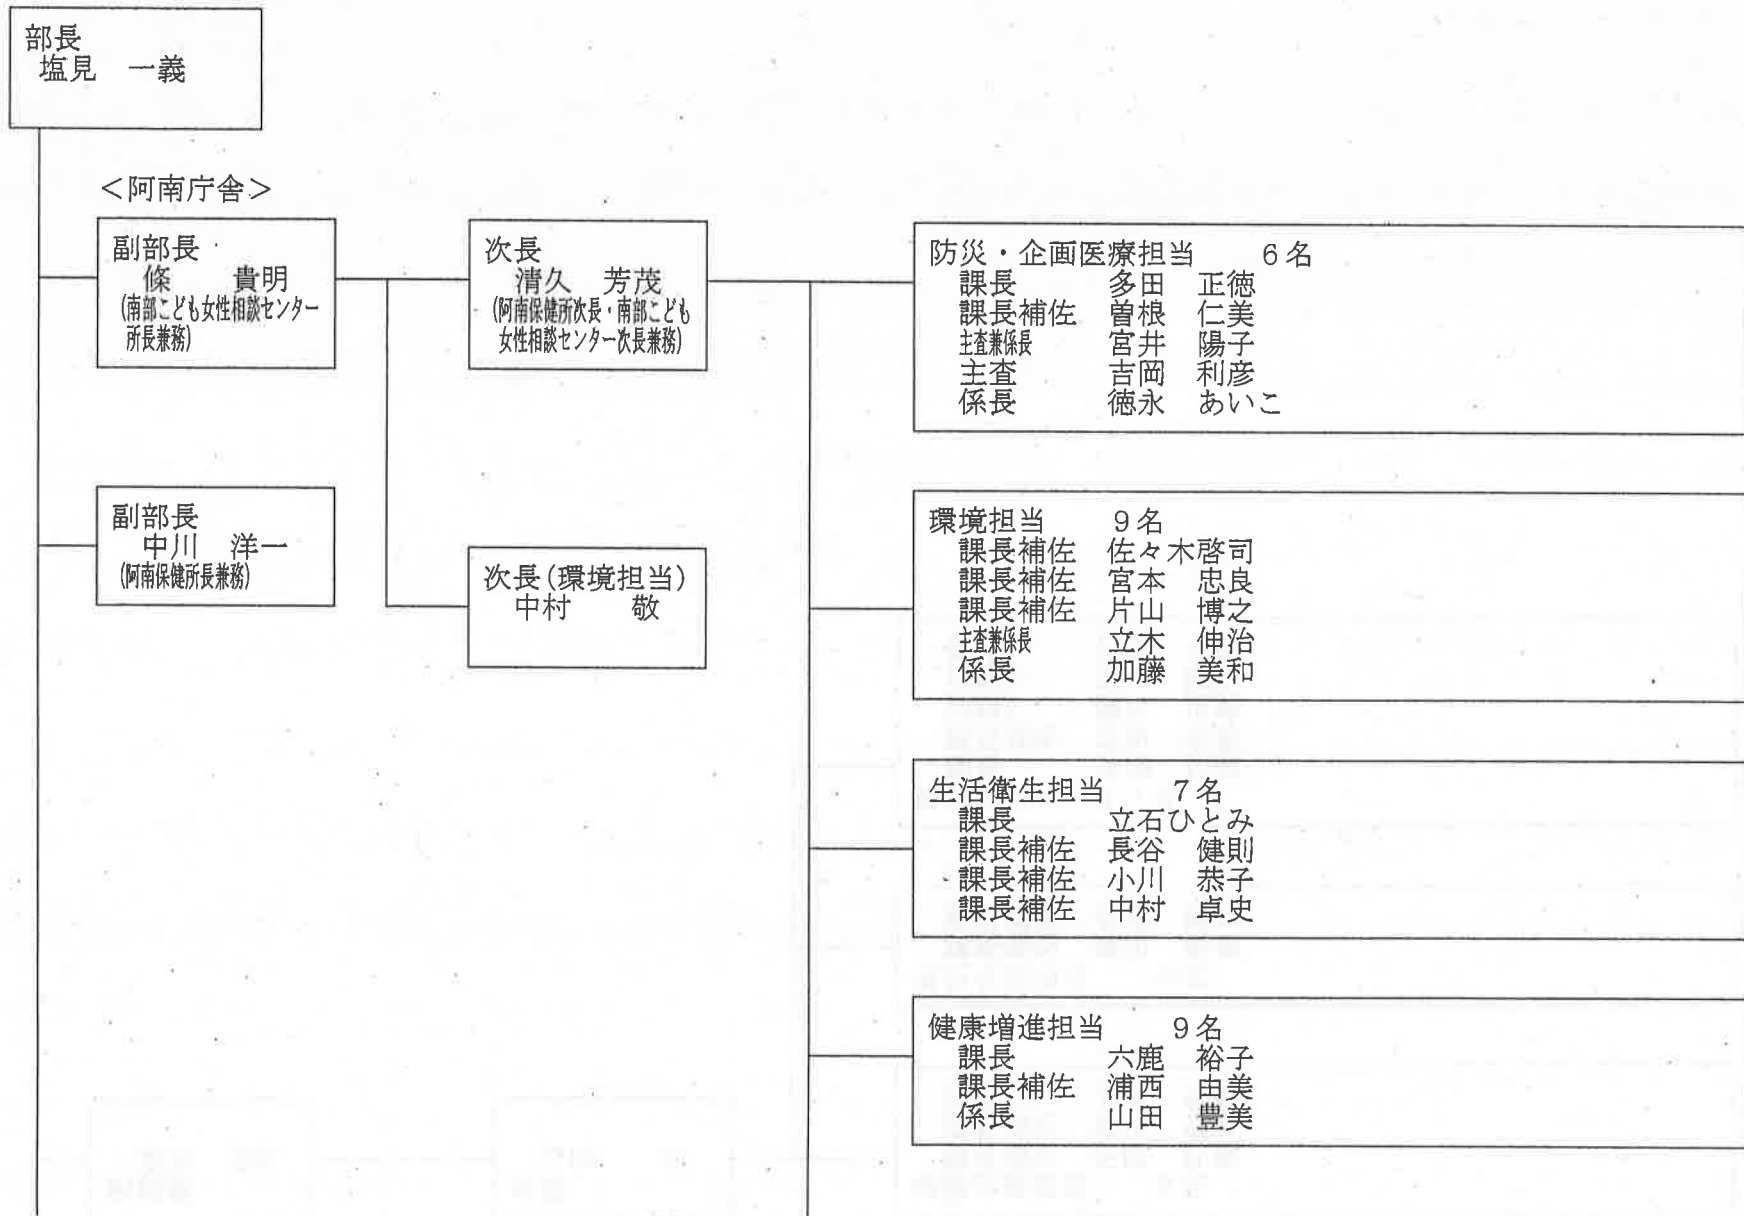 部長
塩見　一義
＜阿南庁舎＞
副部長
篠　　貴明
(南部こども女性相談センター
所長兼務)
次長
清久　芳茂
(阿南保健所次長・南部こども
女性相談センター次長兼務)
防災・企画医療担当　　6名
課長　　　多田　正徳
課長補佐　曽根　仁美
主査兼係長　宮井　陽子
主査　　　吉岡　利彦
係長　　　徳永　あいこ
副部長
中川　洋一
(阿南保健所長兼務)
次長(環境担当)
中村　　敬
環境担当　　9名
課長補佐　佐々木啓司
課長補佐　宮本　忠良
課長補佐　片山　博之
主査兼係長　立木　伸治
係長　　　加藤　美和
生活衛生担当　　7名
課長　　　立石ひとみ
課長補佐　長谷　健則
課長補佐　小川　恭子
課長補佐　中村　卓史
健康増進担当　　9名
課長　　　六鹿　裕子
課長補佐　浦西　由美
係長　　　山田　豊美